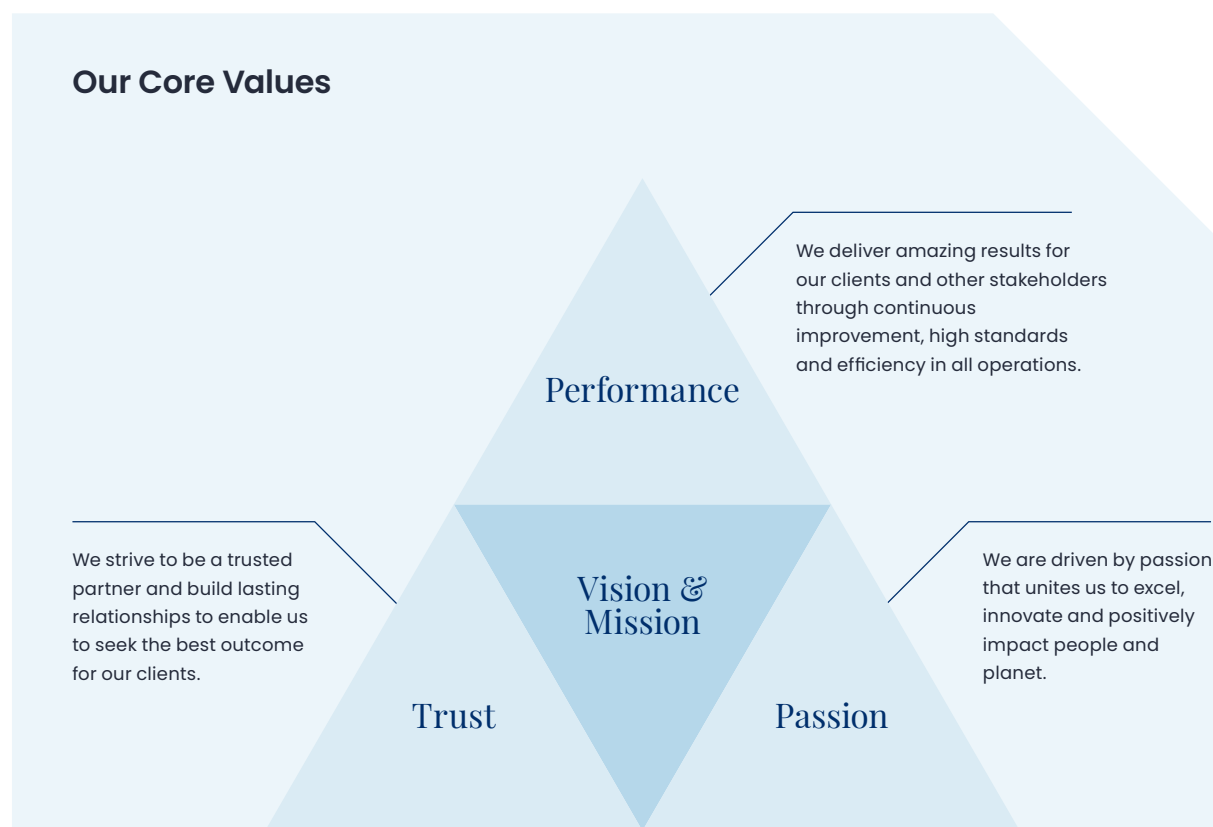 Our Core Values
We deliver amazing results for
our clients and other stakeholders
through continuous
improvement, high standards
and efficiency in all operations.
Performance
We strive to be a trusted
partner and build lasting
relationships to enable us
to seek the best outcome
for our clients.
Vision &
Mission
We are driven by passion
that unites us to excel,
innovate and positively
impact people and
planet.
Trust
Passion